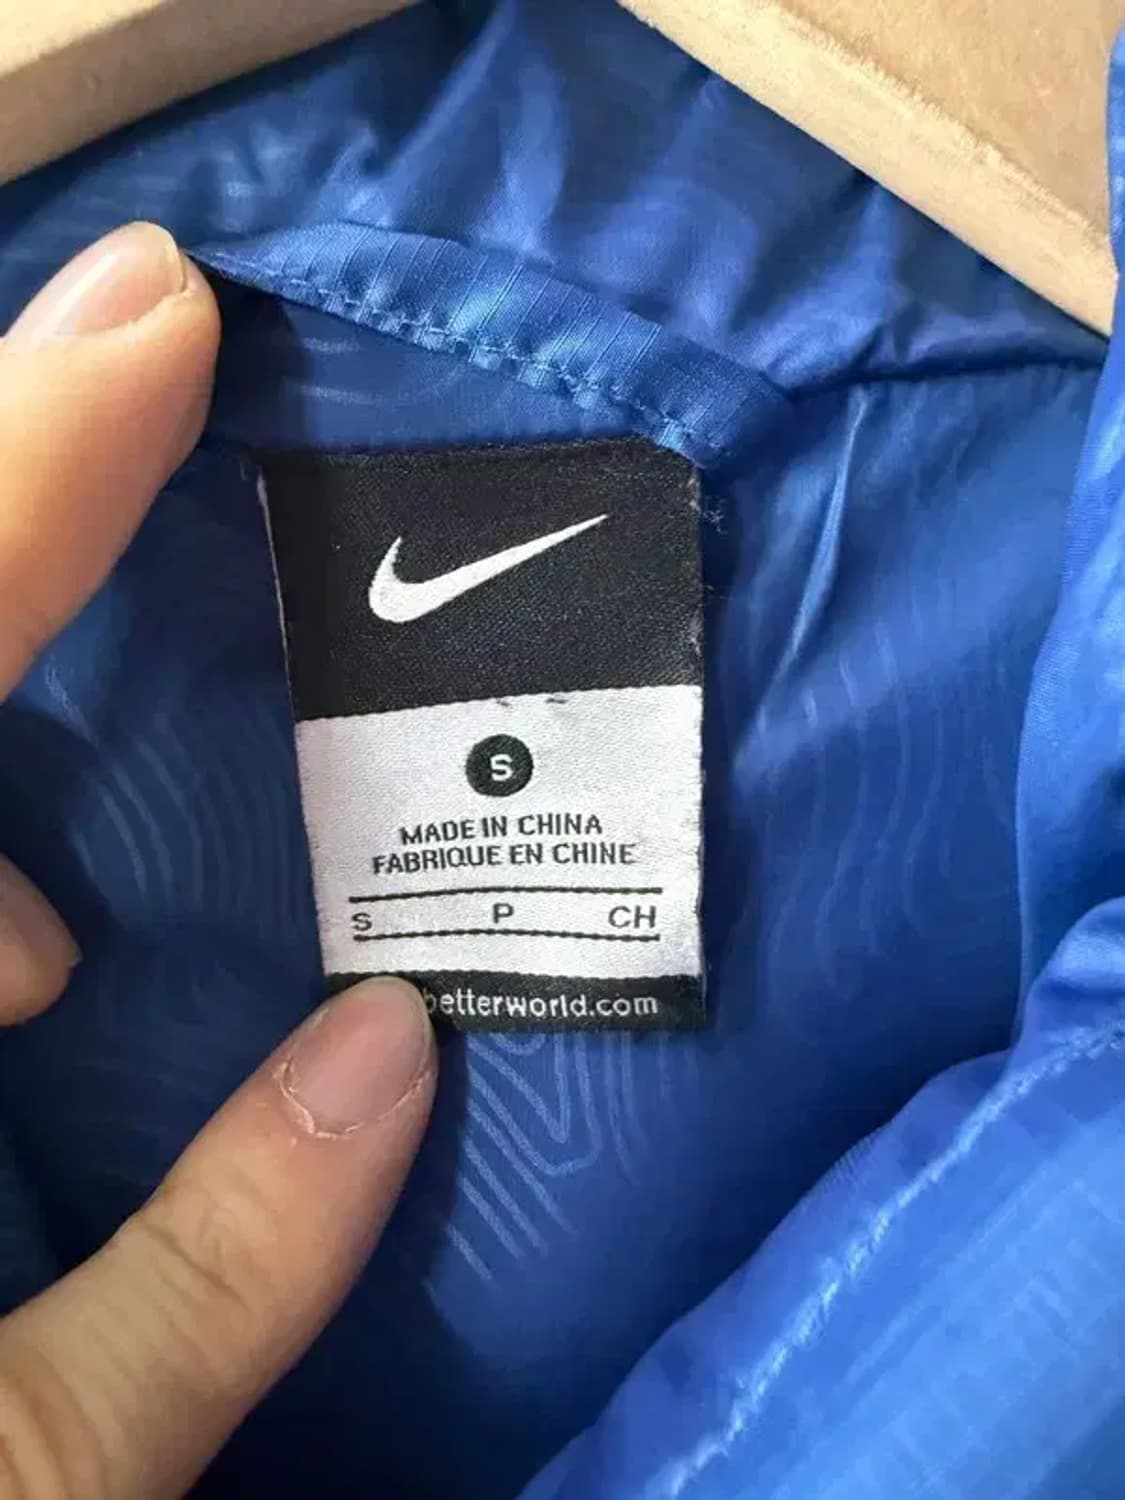 S
MADE IN CHINA
FABRIQUE EN CHINE
S P CH
betterworld.com